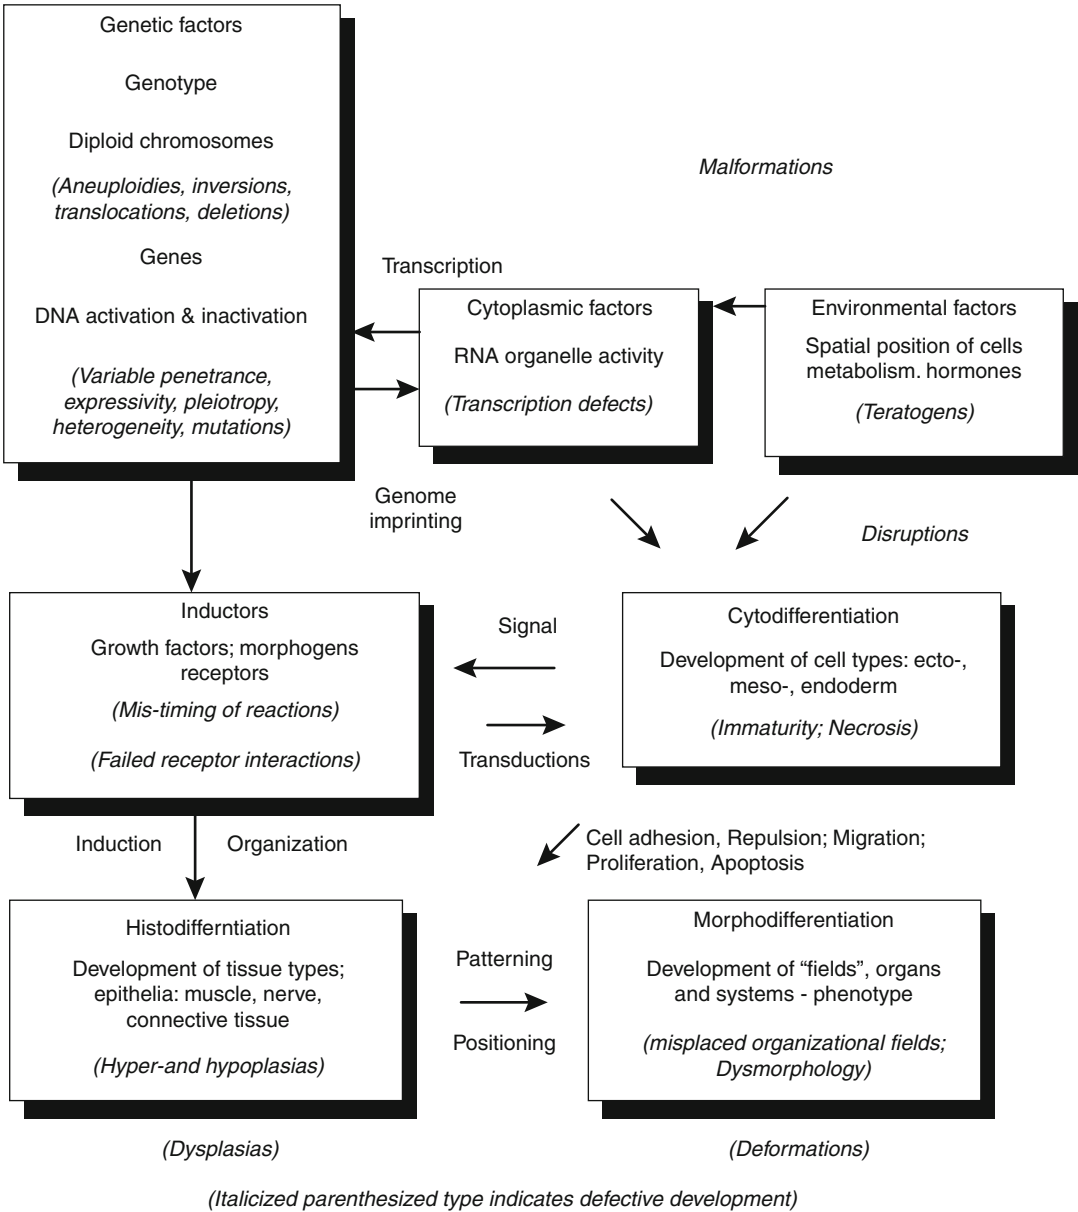 Genetic factors
Genotype
Diploid chromosomes
(Aneuploidies, inversions,
translocations, deletions)
Genes
DNA activation & inactivation
(Variable penetrance,
expressivity, pleiotropy,
heterogeneity, mutations)
Malformations
Transcription
Cytoplasmic factors
RNA organelle activity
(Transcription defects)
Environmental factors
Spatial position of cells
metabolism. hormones
(Teratogens)
Genome
imprinting
Disruptions
Inductors
Growth factors; morphogens
receptors
(Mis-timing of reactions)
(Failed receptor interactions)
Signal
Transductions
Cytodifferentiation
Development of cell types: ecto-,
meso-, endoderm
(Immaturity; Necrosis)
Induction
Organization
Cell adhesion, Repulsion; Migration;
Proliferation, Apoptosis
Histodifferntiation
Development of tissue types;
epithelia: muscle, nerve,
connective tissue
(Hyper-and hypoplasias)
Patterning
Positioning
Morphodifferentiation
Development of “fields”, organs
and systems - phenotype
(misplaced organizational fields;
Dysmorphology)
(Dysplasias)
(Deformations)
(Italicized parenthesized type indicates defective development)